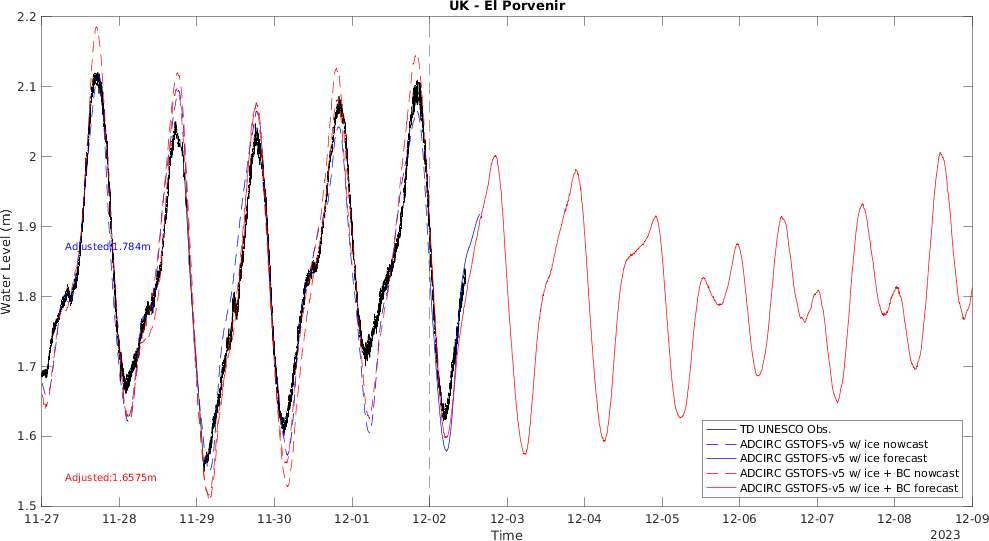 UK - El Porvenir
2.2
2.1
2
1.9
1.8
1.7
1.6
1.5
Water Level (m)
Adjusted:1.784m
Adjusted:1.6575m
TD UNESCO Obs.
ADCIRC GSTOFS-v5 w/ ice nowcast
ADCIRC GSTOFS-v5 w/ ice forecast
ADCIRC GSTOFS-v5 w/ ice + BC nowcast
ADCIRC GSTOFS-v5 w/ ice + BC forecast
11-27 11-28 11-29 11-30 12-01 12-02 12-03 12-04 12-05 12-06 12-07 12-08 12-09
Time
2023